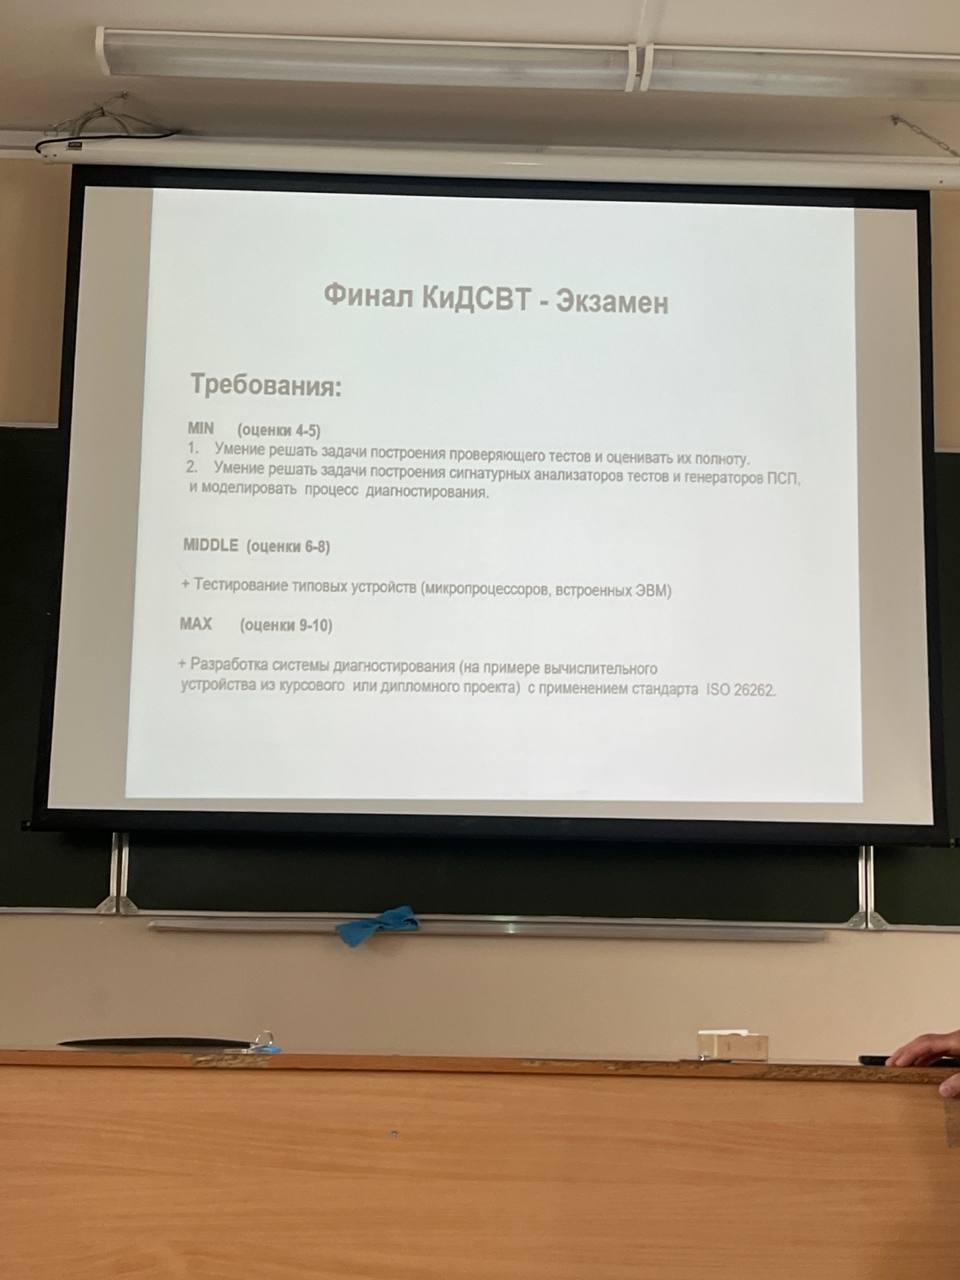 Финал КиДСВТ - Экзамен
Требования:
MIN (оценки 4-5)
1. Умение решать задачи построения проверяющего тестов и оценивать их полноту.
2. Умение решать задачи построения сигнатурных анализаторов тестов и генераторов ПСП,
и моделировать процесс диагностирования.
MIDDLE (оценки 6-8)
+ Тестирование типовых устройств (микропроцессоров, встроенных ЭВМ)
MAX (оценки 9-10)
+ Разработка системы диагностирования (на примере вычислительного
устройства из курсового или дипломного проекта) с применением стандарта ISO 26262.